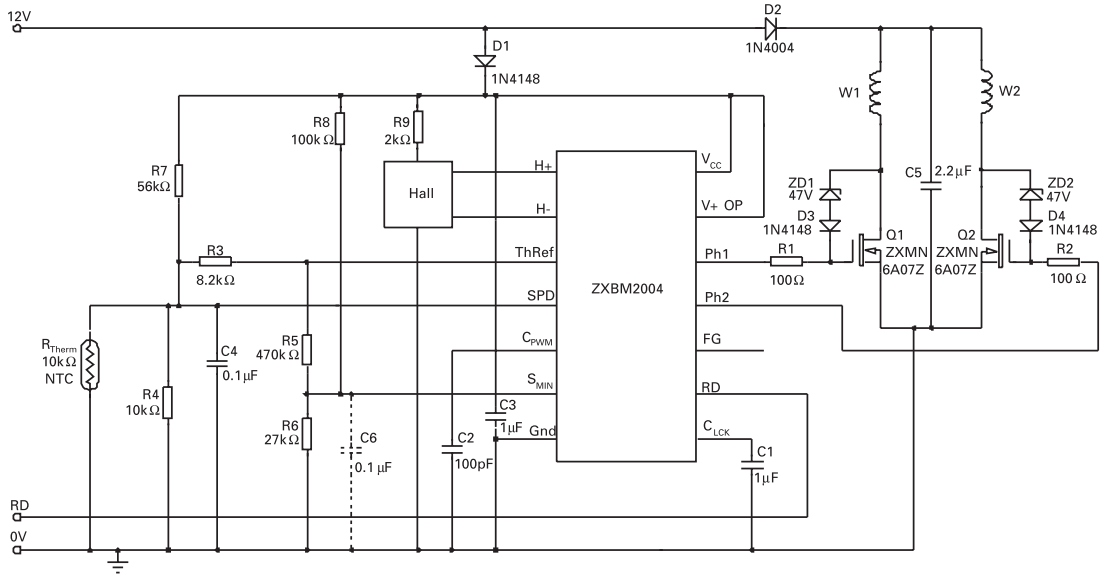 12V
D2
1N4004
D1
1N4148
W1
W2
R8
100kΩ
R9
2kΩ
R7
56kΩ
Hall
H+
H-
ThRef
SPD
CPWM
SMIN
Gnd
ZXBM2004
VCC
V+ OP
Ph1
Ph2
FG
RD
CLCK
C5
2.2µF
ZD1
47V
D3
1N4148
ZD2
47V
D4
1N4148
Q1
ZXMN
6A07Z
Q2
ZXMN
6A07Z
R1
100Ω
R2
100Ω
R3
8.2kΩ
RTherm
10kΩ
NTC
R4
10kΩ
C4
0.1µF
R5
470kΩ
R6
27kΩ
C6
0.1µF
C2
100pF
C3
1µF
C1
1µF
RD
0V